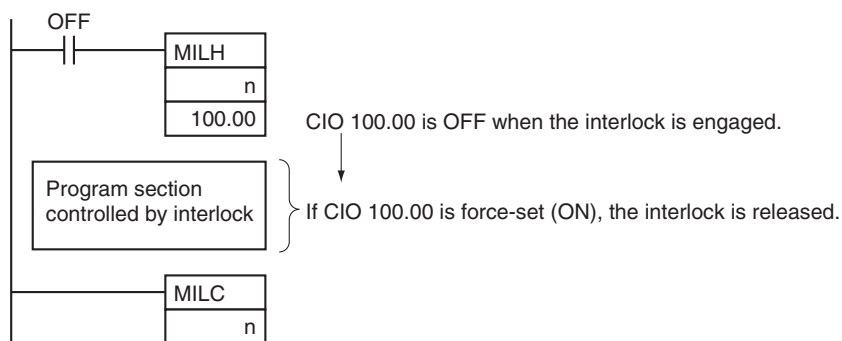 OFF
MILH
n
100.00
CIO 100.00 is OFF when the interlock is engaged.
Program section
controlled by interlock
If CIO 100.00 is force-set (ON), the interlock is released.
MILC
n